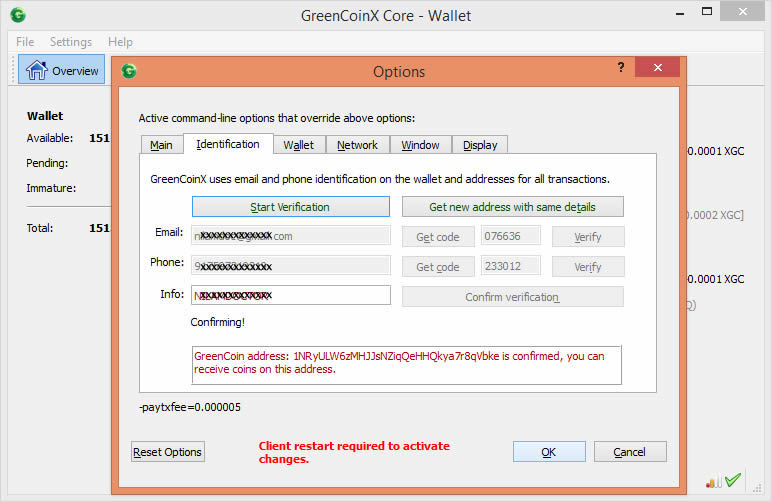 GreenCoinX Core - Wallet
File Settings Help
Overview
Options
Wallet
Available: 151
Pending:
Immature:
Total: 151
Active command-line options that override above options:
Main Identification Wallet Network Window Display
GreenCoinX uses email and phone identification on the wallet and addresses for all transactions.
Start Verification Get new address with same details
Email: Get code 076636 Verify
Phone: Get code 233012 Verify
Info: Confirm verification
Confirming!
GreenCoin address: 1NRyULW6zMHJJsNZiqQeHHQkya7r8qVbke is confirmed, you can
receive coins on this address.
-paytxfee=0.000005
Reset Options Client restart required to activate
changes.
OK Cancel
0.0001 XGC
0.0002 XGC]
0.0001 XGC